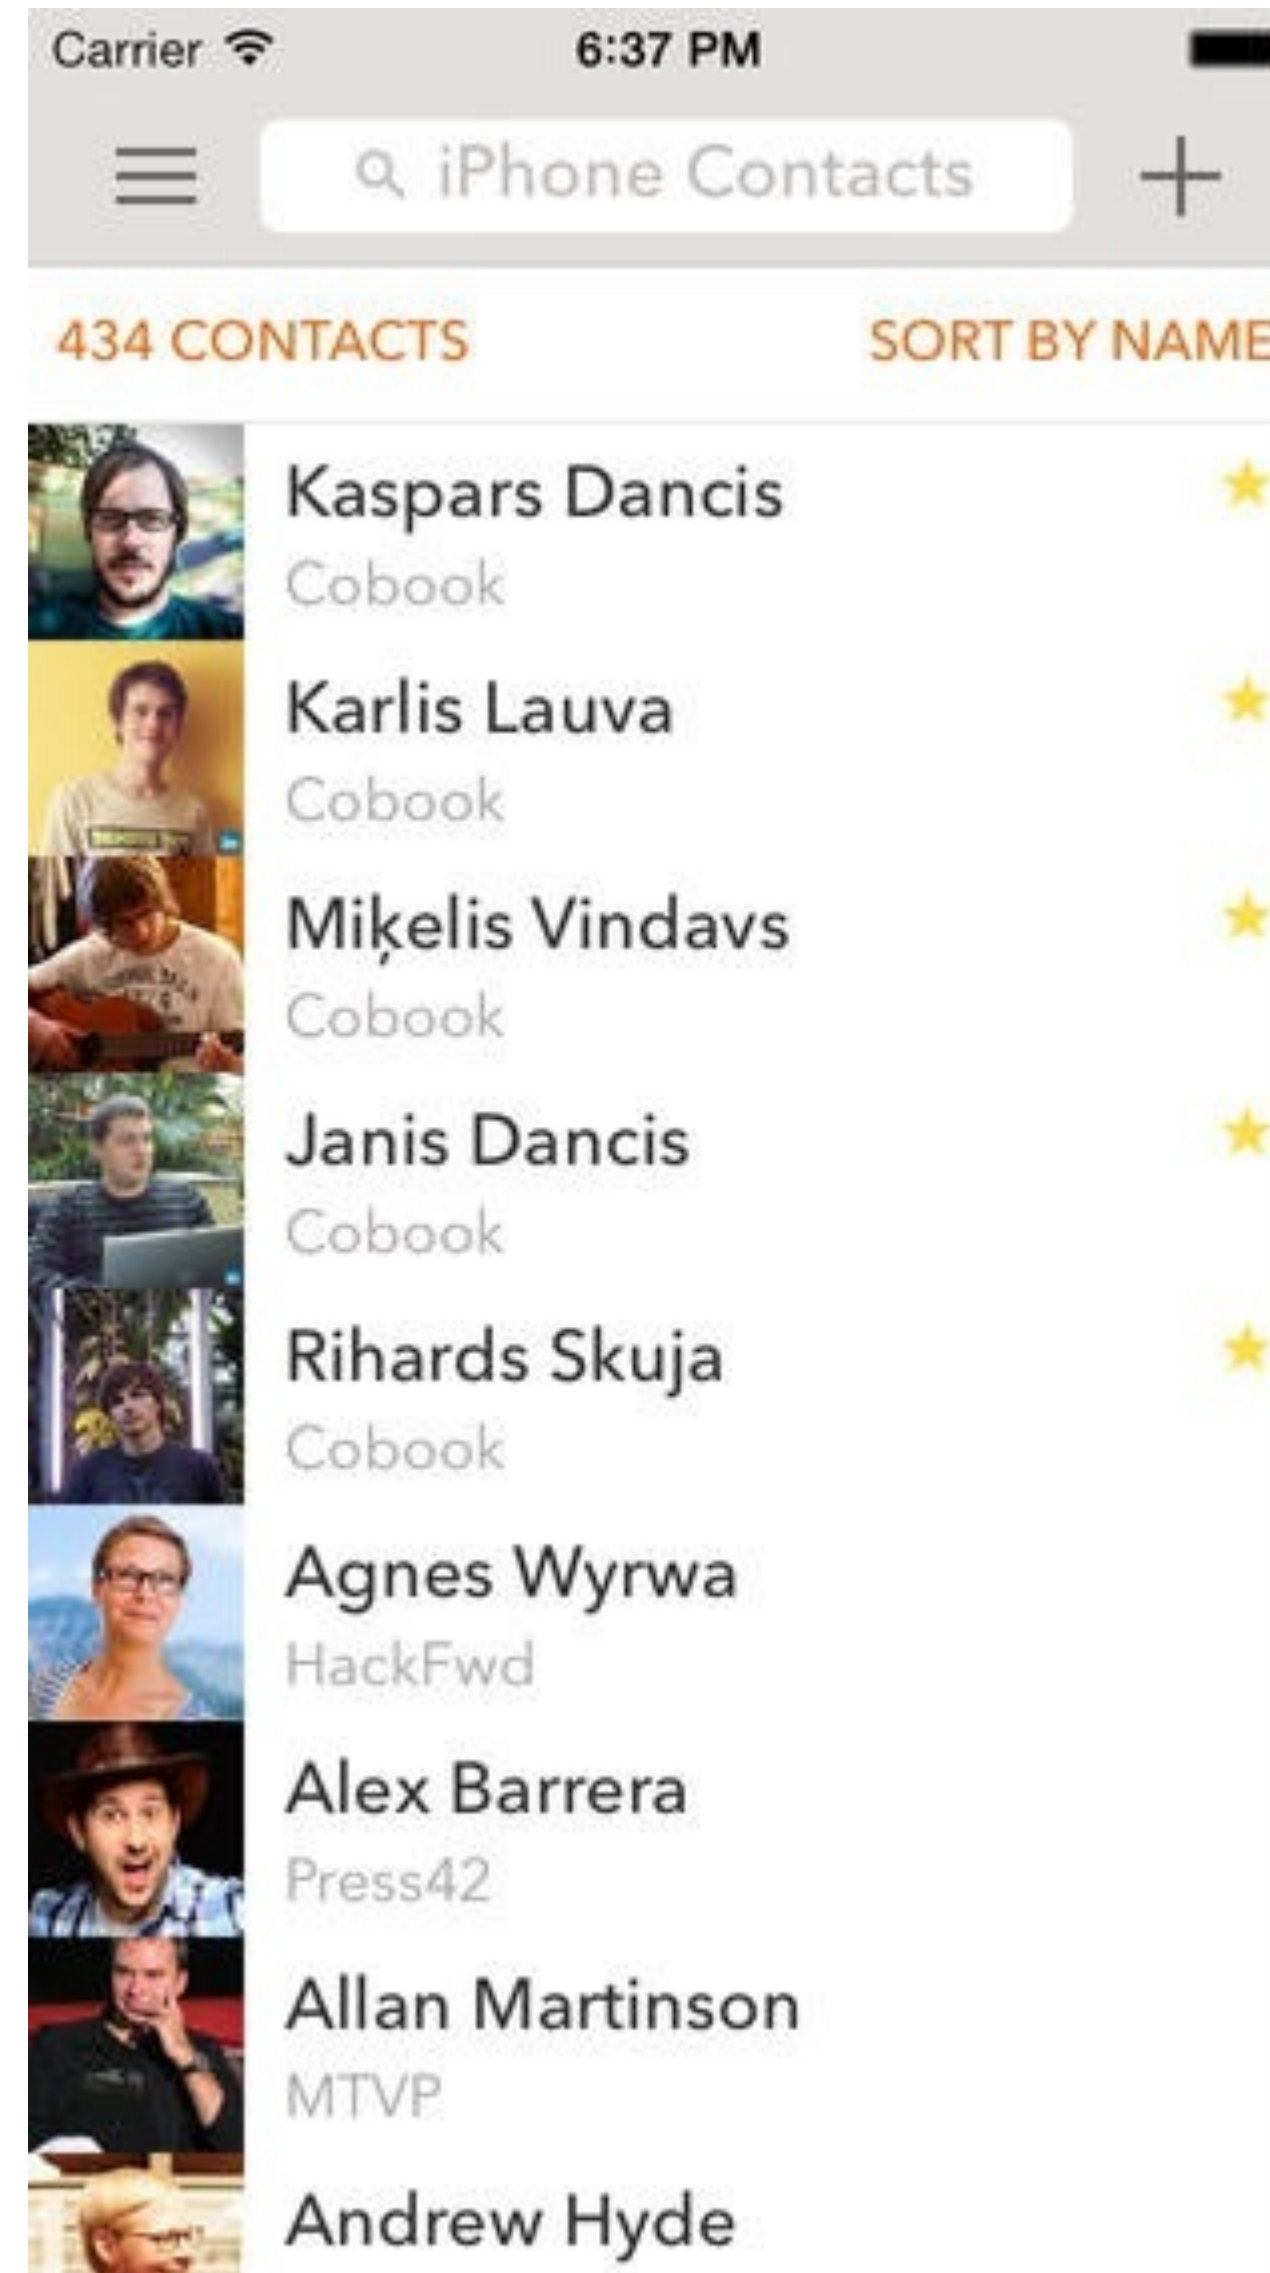 Carrier 6:37 PM
iPhone Contacts
434 CONTACTS SORT BY NAME
Kaspars Dancis
Cobook
Karlis Lauva
Cobook
Miķelis Vindavs
Cobook
Janis Dancis
Cobook
Rihards Skuja
Cobook
Agnes Wyrwa
HackFwd
Alex Barrera
Press42
Allan Martinson
MTVP
Andrew Hyde